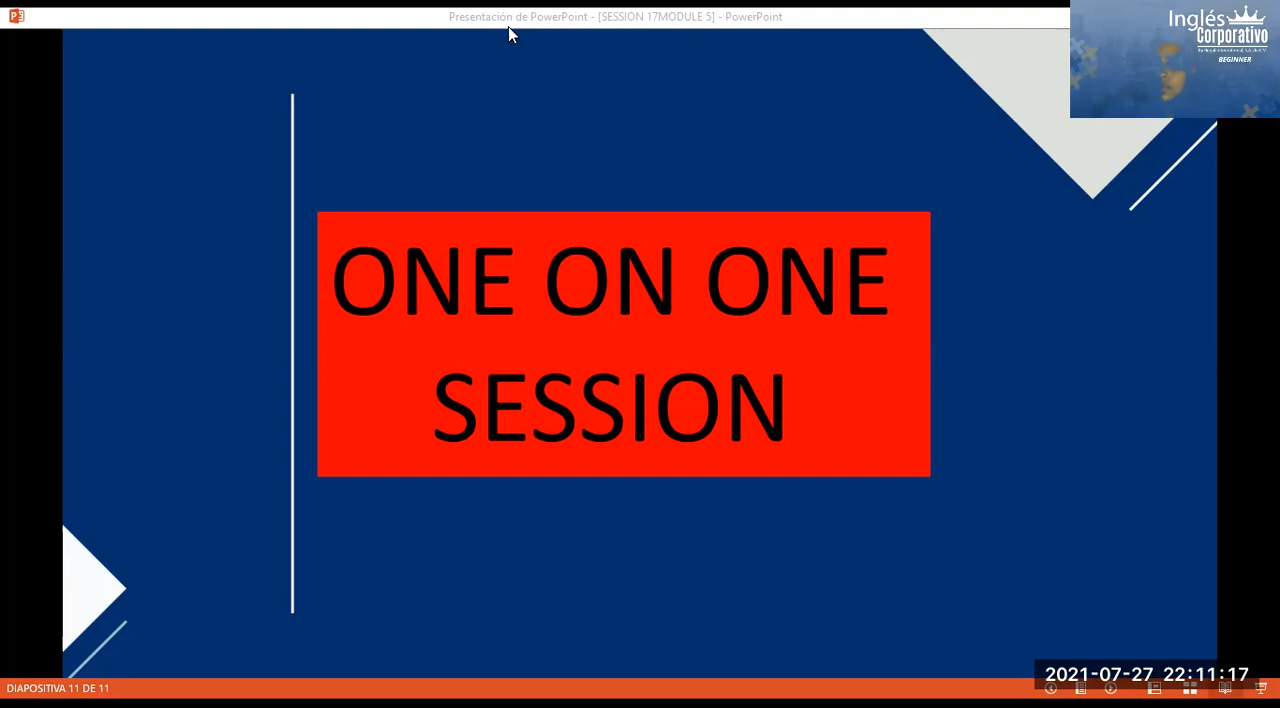 Presentación de PowerPoint - [SESSION 17MODULE 5] - PowerPoint
Inglés
Corporativo
BEGINNER
ONE ON ONE
SESSION
2021-07-27 22:11:17
DIAPOSITIVA 11 DE 11